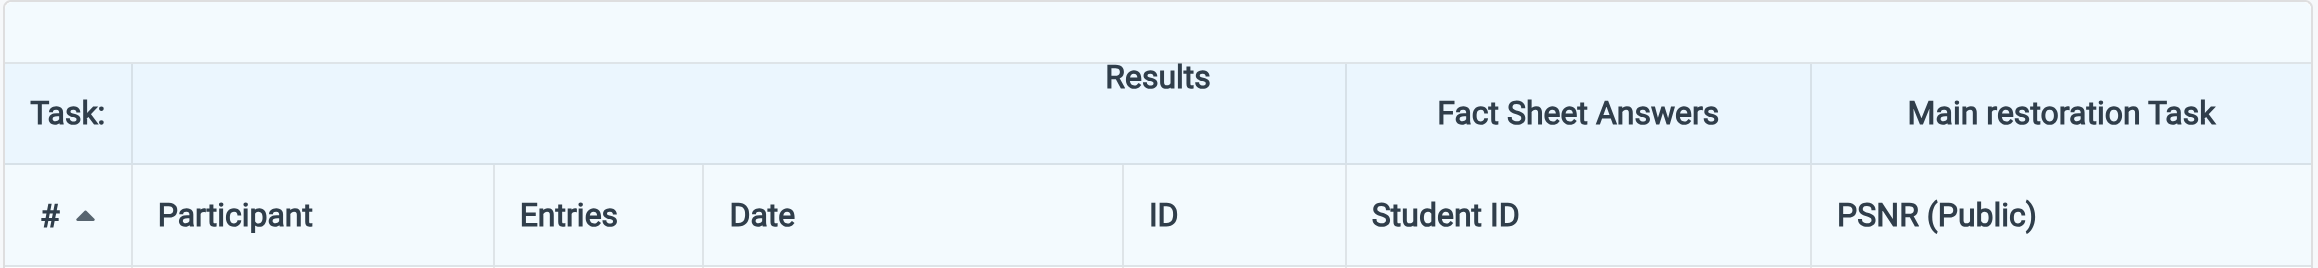 Results
Task:
Fact Sheet Answers
Main restoration Task
#
Participant
Entries
Date
ID
Student ID
PSNR (Public)